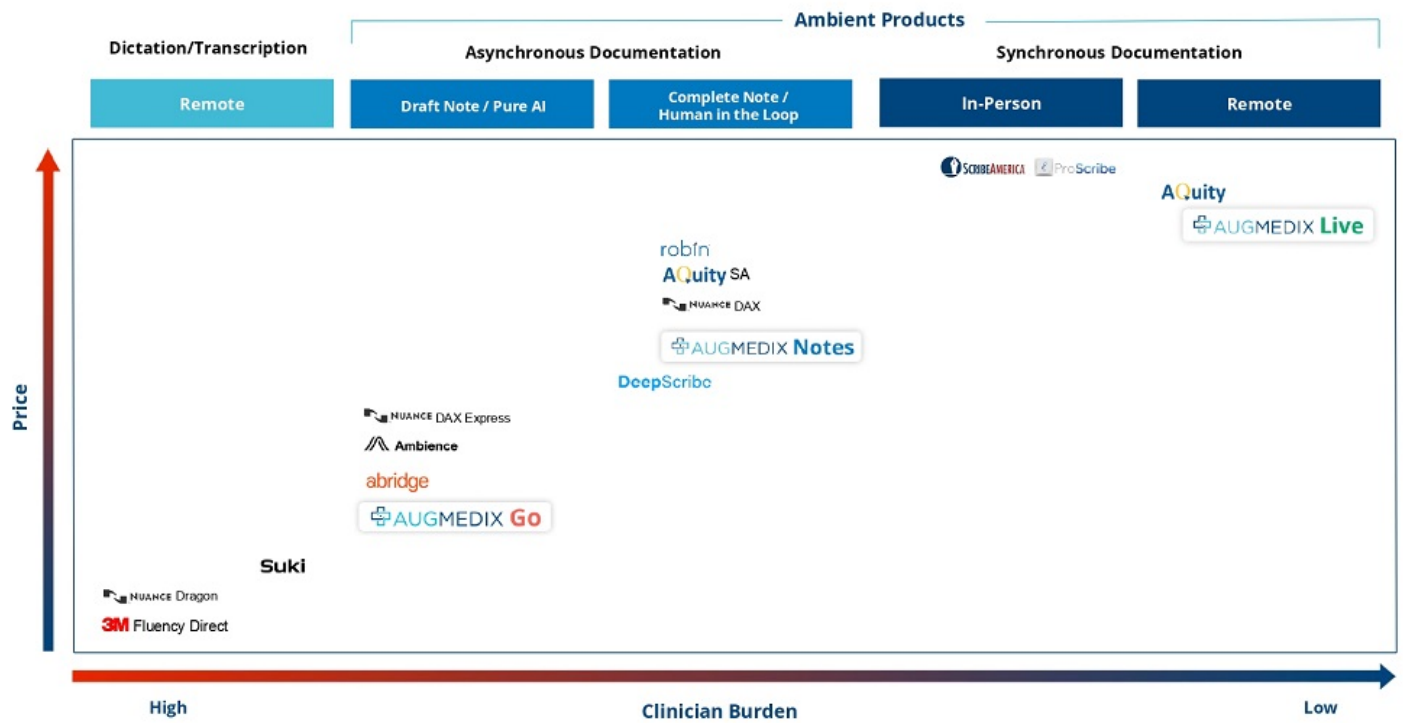 Ambient Products
Dictation/Transcription
Asynchronous Documentation
Synchronous Documentation
Remote
Draft Note / Pure AI
Complete Note /
Human in the Loop
In-Person
Remote
SCRIBEAMERICA
ProScribe
AQuity
AUGMEDIX Live
robin
AQuity SA
NUANCE DAX
AUGMEDIX Notes
DeepScribe
NUANCE DAX Express
Ambience
abridge
AUGMEDIX Go
Suki
NUANCE Dragon
3M Fluency Direct
Price
High
Clinician Burden
Low